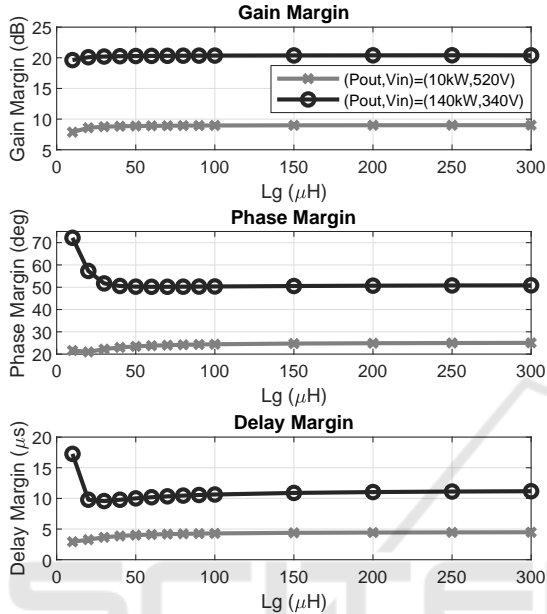 Gain Margin
Gain Margin (dB)
25
20
15
10
5
(Pout,Vin)=(10kW,520V)
(Pout,Vin)=(140kW,340V)
0 50 100 150 200 250 300
Lg (μH)
Phase Margin
Phase Margin (deg)
70
60
50
40
30
20
0 50 100 150 200 250 300
Lg (μH)
Delay Margin
Delay Margin (μs)
20
15
10
5
0
0 50 100 150 200 250 300
Lg (μH)